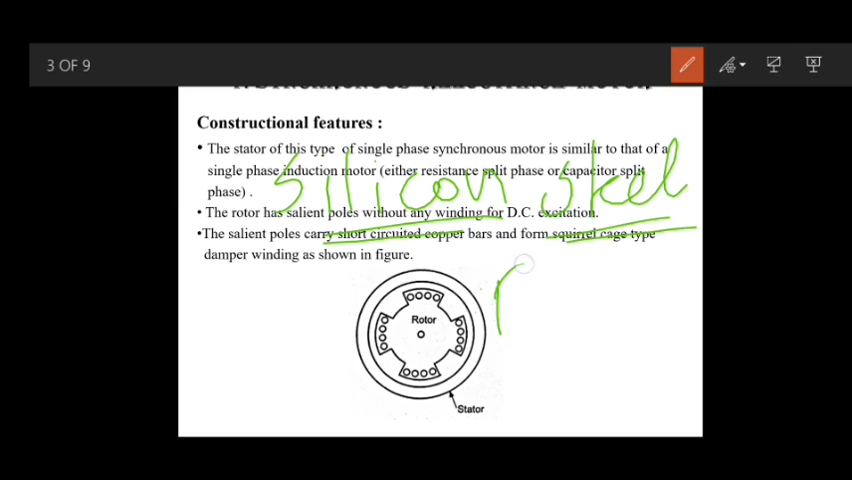 3 OF 9
Constructional features :
• The stator of this type of single phase synchronous motor is similar to that of a
single phase induction motor (either resistance split phase or capacitor split
phase) .
• The rotor has salient poles without any winding for D.C. excitation.
•The salient poles carry short circuited copper bars and form squirrel cage type
damper winding as shown in figure.
silicon steel
Rotor
Stator